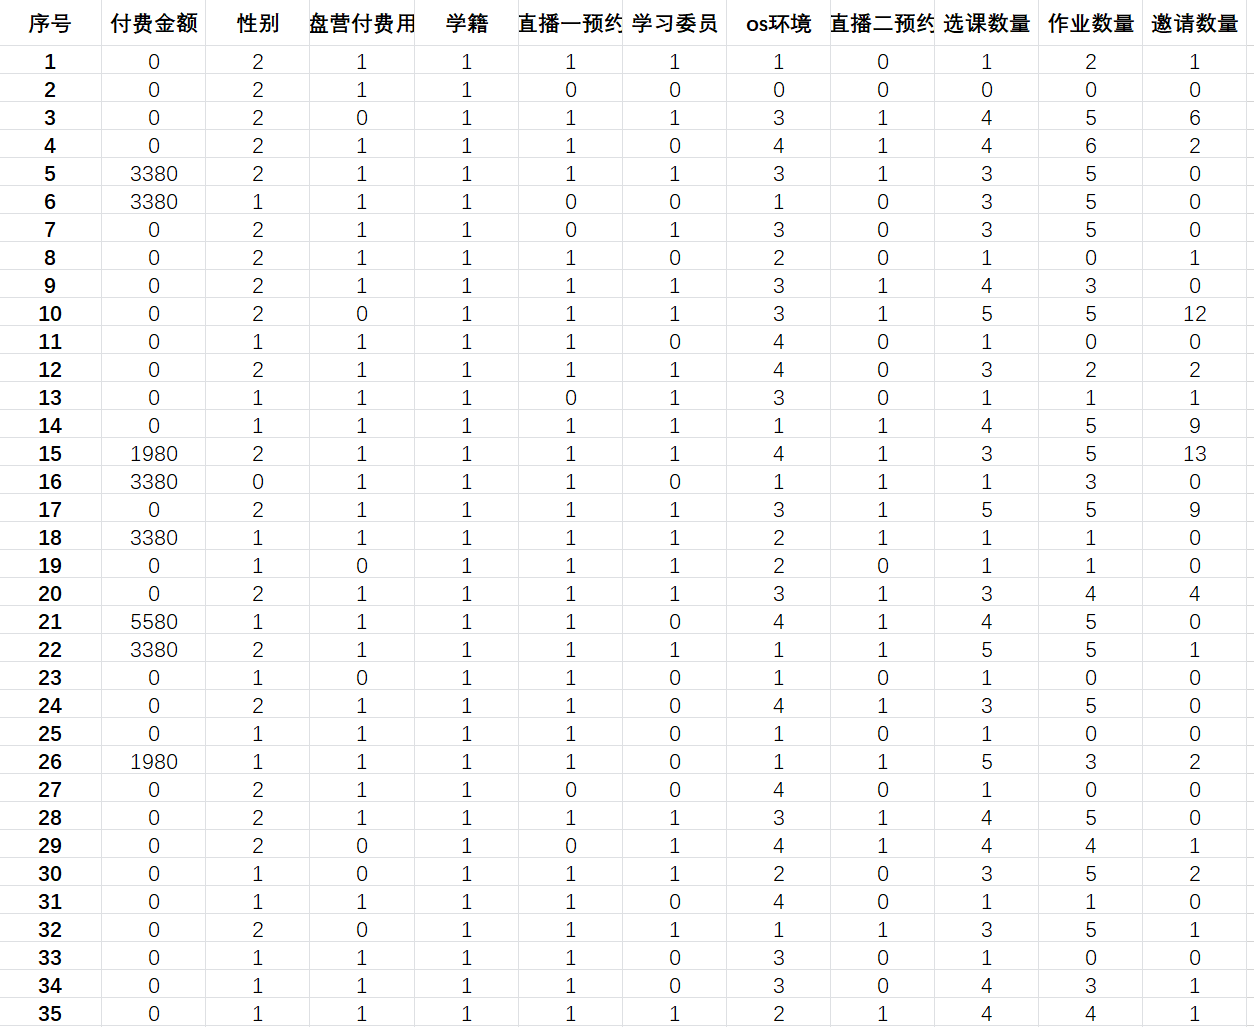 序号 付费金额 性别 盘营付费用 学籍 直播一预约 学习委员 os环境 直播二预约 选课数量 作业数量 邀请数量
1 0 2 1 1 1 1 1 0 1 2 1
2 0 2 1 1 0 0 0 0 0 0 0
3 0 2 0 1 1 1 3 1 4 5 6
4 0 2 1 1 1 0 4 1 4 6 2
5 3380 2 1 1 1 1 3 1 3 5 0
6 3380 1 1 1 0 0 1 0 3 5 0
7 0 2 1 1 0 1 3 0 3 5 0
8 0 2 1 1 1 0 2 0 1 0 1
9 0 2 1 1 1 1 3 1 4 3 0
10 0 2 0 1 1 1 3 1 5 5 12
11 0 1 1 1 1 0 4 0 1 0 0
12 0 2 1 1 1 1 4 0 3 2 2
13 0 1 1 1 0 1 3 0 1 1 1
14 0 1 1 1 1 1 1 1 4 5 9
15 1980 2 1 1 1 1 4 1 3 5 13
16 3380 0 1 1 1 0 1 1 1 3 0
17 0 2 1 1 1 1 3 1 5 5 9
18 3380 1 1 1 1 1 2 1 1 1 0
19 0 1 0 1 1 1 2 0 1 1 0
20 0 2 1 1 1 1 3 1 3 4 4
21 5580 1 1 1 1 0 4 1 4 5 0
22 3380 2 1 1 1 1 1 1 5 5 1
23 0 1 0 1 1 0 1 0 1 0 0
24 0 2 1 1 1 0 4 1 3 5 0
25 0 1 1 1 1 0 1 0 1 0 0
26 1980 1 1 1 1 0 1 1 5 3 2
27 0 2 1 1 0 0 4 0 1 0 0
28 0 2 1 1 1 1 3 1 4 5 0
29 0 2 0 1 0 1 4 1 4 4 1
30 0 1 0 1 1 1 2 0 3 5 2
31 0 1 1 1 1 0 4 0 1 1 0
32 0 2 0 1 1 1 1 1 3 5 1
33 0 1 1 1 1 0 3 0 1 0 0
34 0 1 1 1 1 0 3 0 4 3 1
35 0 1 1 1 1 1 2 1 4 4 1